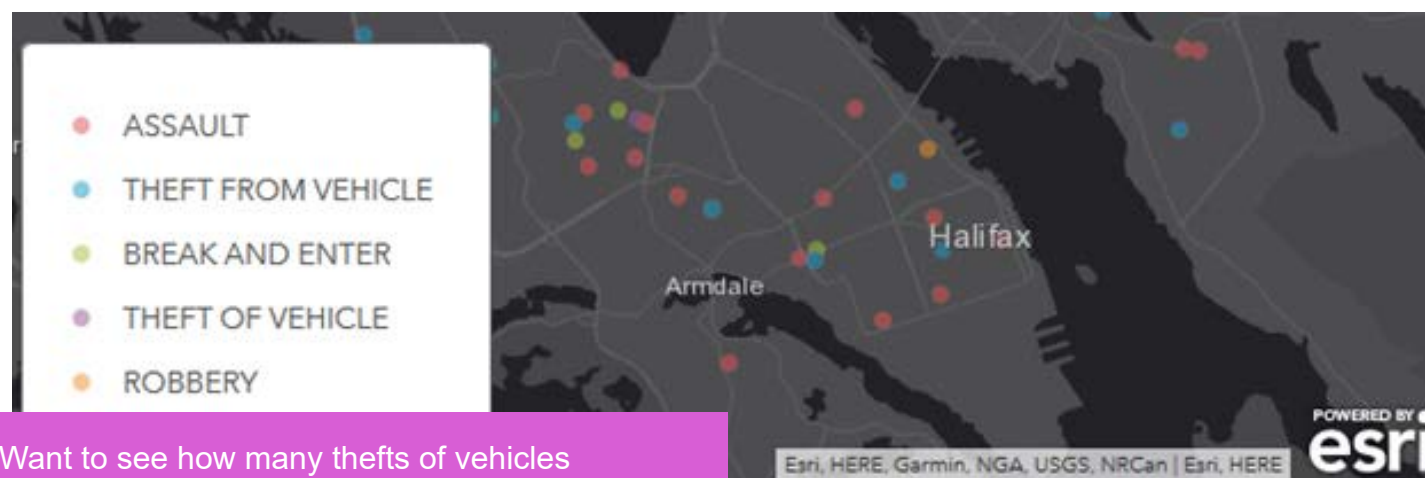 ASSAULT
THEFT FROM VEHICLE
BREAK AND ENTER
THEFT OF VEHICLE
ROBBERY
Halifax
Armdale
Want to see how many thefts of vehicles
POWERED BY
esri
Esri, HERE, Garmin, NGA, USGS, NRCan | Esri, HERE